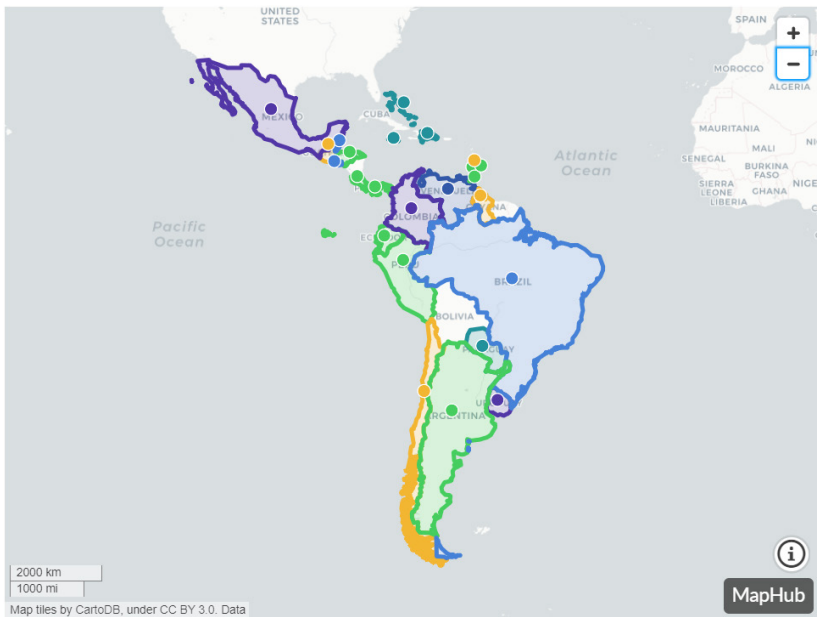 UNITED
STATES
SPAIN
+
−
MOROCCO
ALGERIA
MEXICO
CUBA
MAURITANIA
MALI
NIGE
SENEGAL
BURKINA
FASO
SIERRA
LEONE
LIBERIA
GHANA
Atlantic
Ocean
COLOMBIA
Pacific
Ocean
PERU
BRAZIL
BOLIVIA
ARGENTINA
2000 km
1000 mi
Map tiles by CartoDB, under CC BY 3.0. Data
i
MapHub